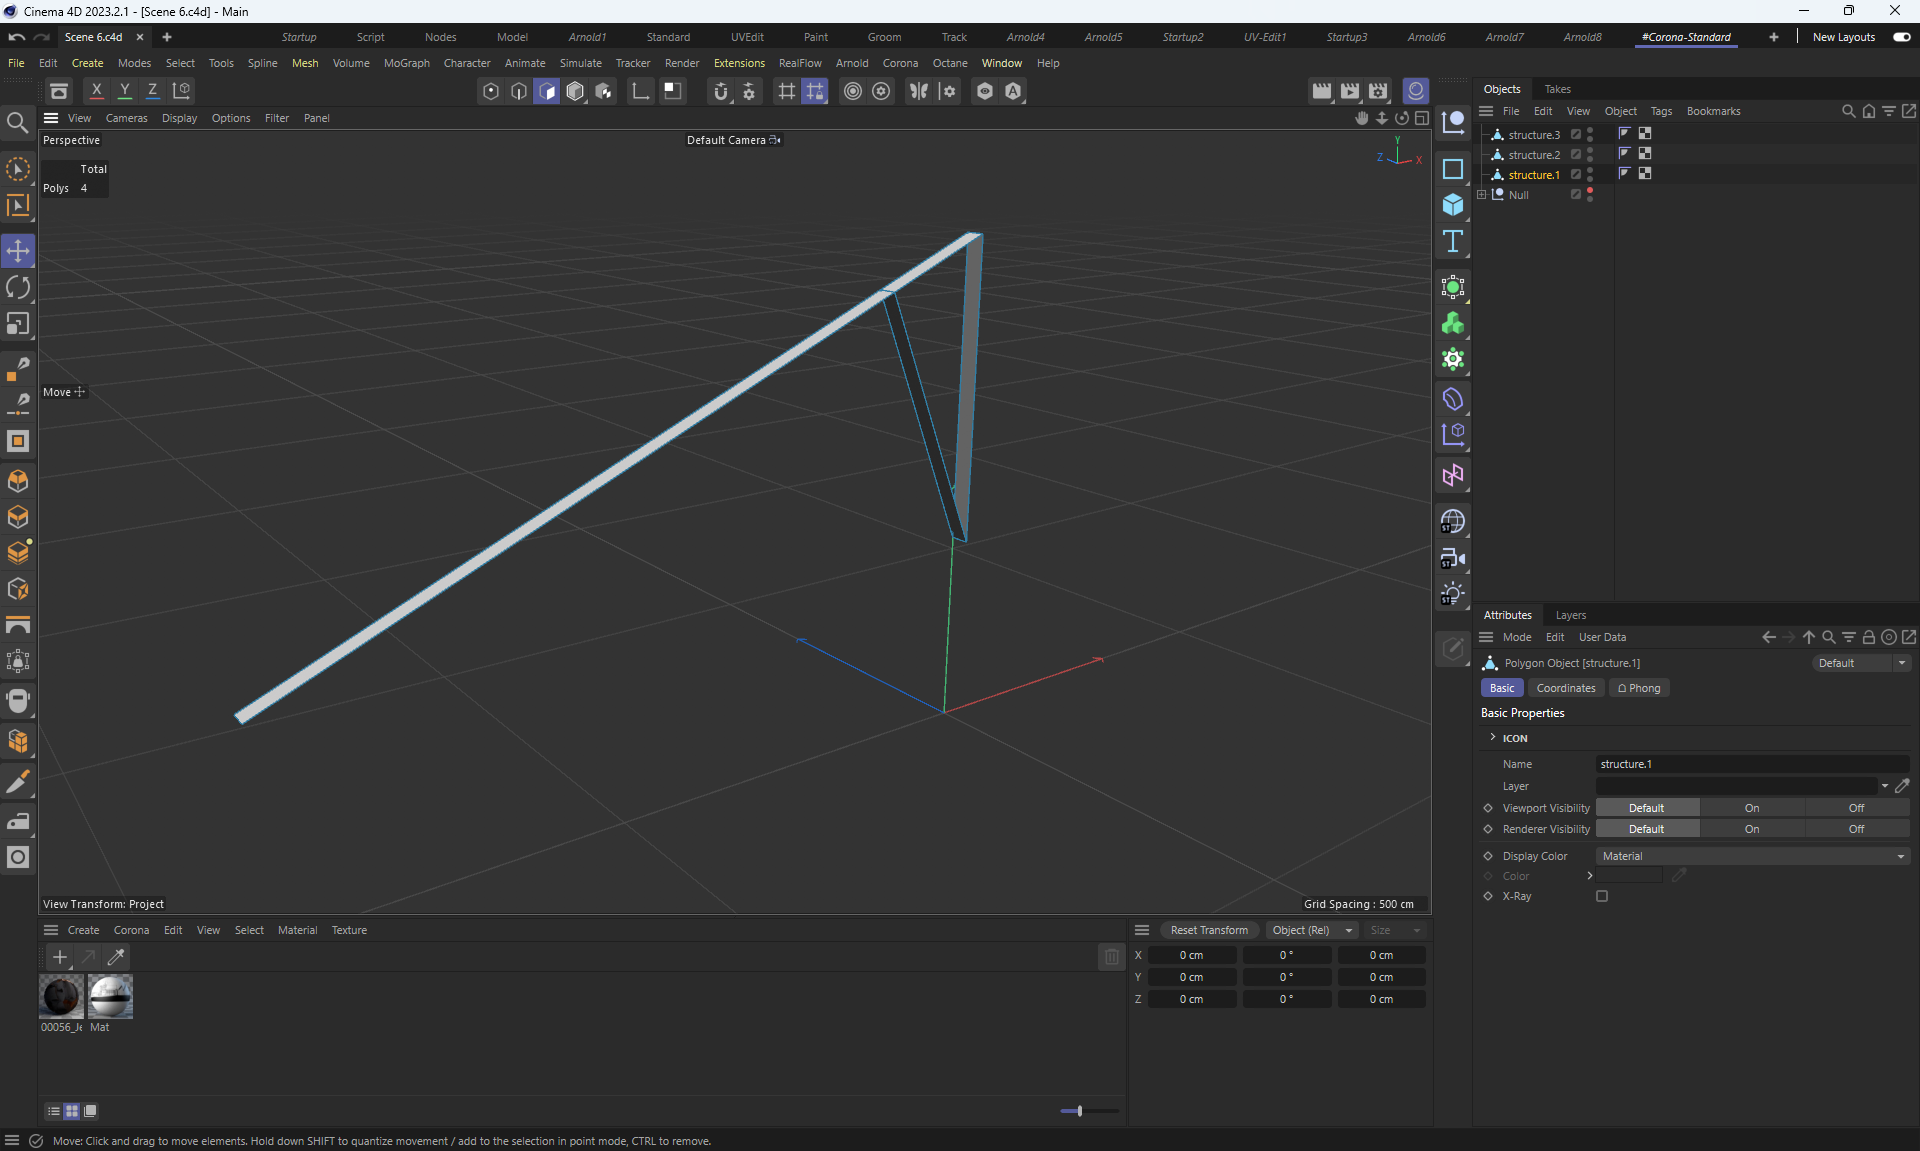 Cinema 4D 2023.2.1 - [Scene 6.c4d] - Main
Scene 6.c4d × + Startup Script Nodes Model Arnold1 Standard UVEdit Paint Groom Track Arnold4 Arnold5 Startup2 UV-Edit1 Startup3 Arnold6 Arnold7 Arnold8 #Corona-Standard + New Layouts
File Edit Create Modes Select Tools Spline Mesh Volume MoGraph Character Animate Simulate Tracker Render Extensions RealFlow Arnold Corona Octane Window Help
X Y Z
Objects Takes
View Cameras Display Options Filter Panel
File Edit View Object Tags Bookmarks
Perspective
Default Camera
Y
Z X
Total
Polys 4
structure.3
structure.2
structure.1
Null
Move
ST
ST
ST
Attributes Layers
Mode Edit User Data
Polygon Object [structure.1]
Default
Basic Coordinates Phong
Basic Properties
ICON
Name structure.1
Layer
Viewport Visibility Default On Off
Renderer Visibility Default On Off
Display Color Material
Color
X-Ray
View Transform: Project
Grid Spacing : 500 cm
Create Corona Edit View Select Material Texture
Reset Transform Object (Rel) Size
X 0 cm 0 ° 0 cm
Y 0 cm 0 ° 0 cm
Z 0 cm 0 ° 0 cm
00056_Je Mat
Move: Click and drag to move elements. Hold down SHIFT to quantize movement / add to the selection in point mode, CTRL to remove.